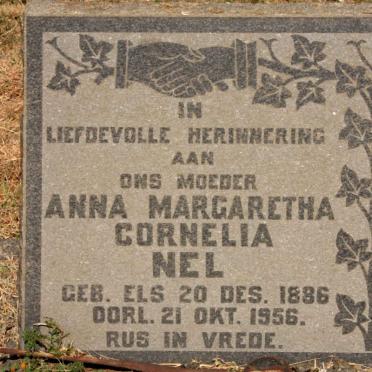 IN
LIEFDEVOLLE HERINNERING
AAN
ONS MOEDER
ANNA MARGARETHA
CORNELIA
NEL
GEB. ELS 20 DES. 1886
OORL. 21 OKT. 1956.
RUS IN VREDE.